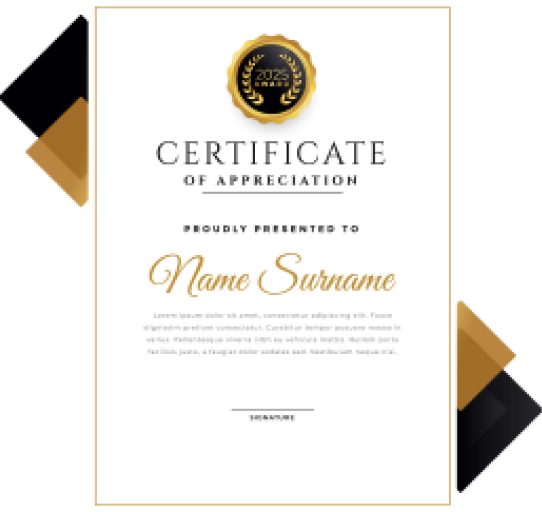 2025
AWARD
CERTIFICATE
OF APPRECIATION
PROUDLY PRESENTED TO
Name Surname
Lorem ipsum dolor sit amet, consectetur adipiscing elit. Fusce
dignissim pretium consectetur. Curabitur tempor posuere massa in
varius. Pellentesque viverra nibh eu vehicula mattis. Nullam porta
facilisis justo, a feugiat dolor sodales sed. Vestibulum neque nisl.
SIGNATURE